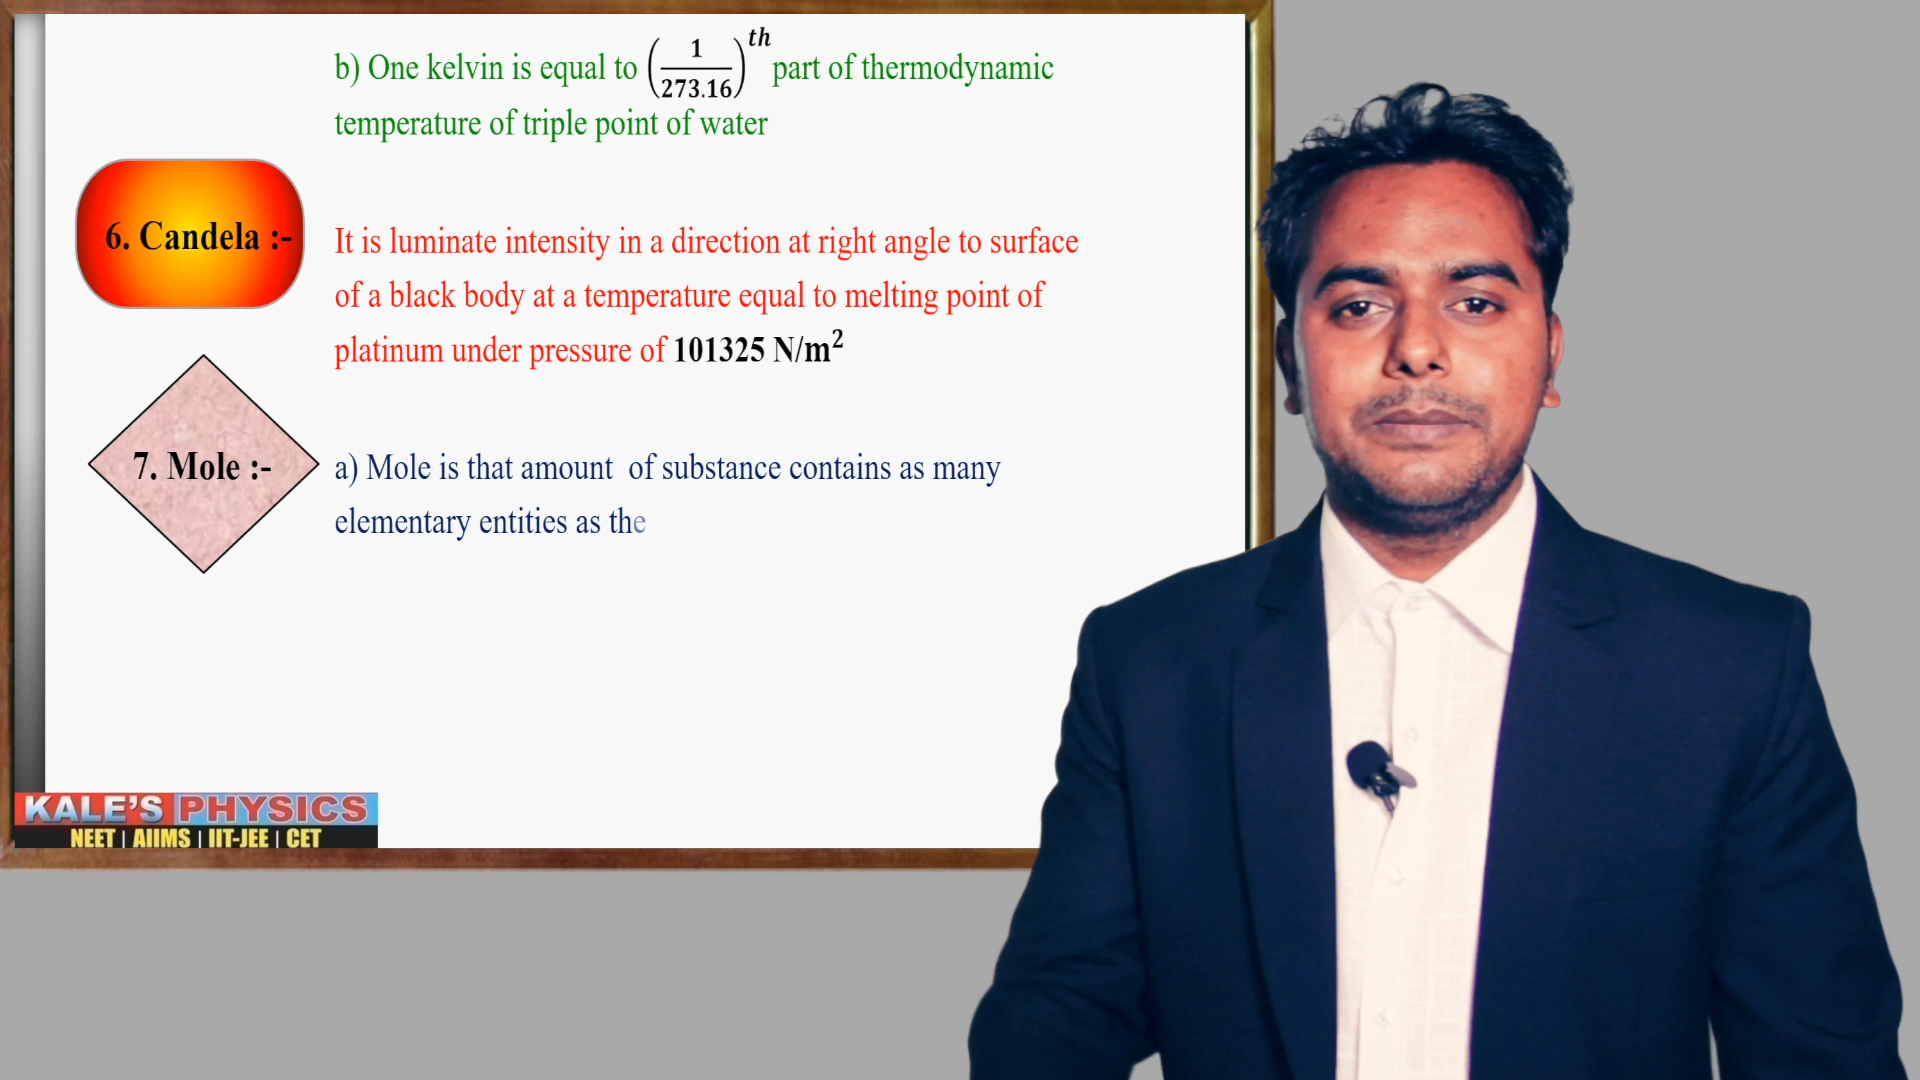 b) One kelvin is equal to (1/273.16)^th part of thermodynamic
temperature of triple point of water
6. Candela :-
It is luminate intensity in a direction at right angle to surface
of a black body at a temperature equal to melting point of
platinum under pressure of 101325 N/m²
7. Mole :-
a) Mole is that amount of substance contains as many
elementary entities as the
KALE'S PHYSICS
NEET | AIIMS | IIT-JEE | CET